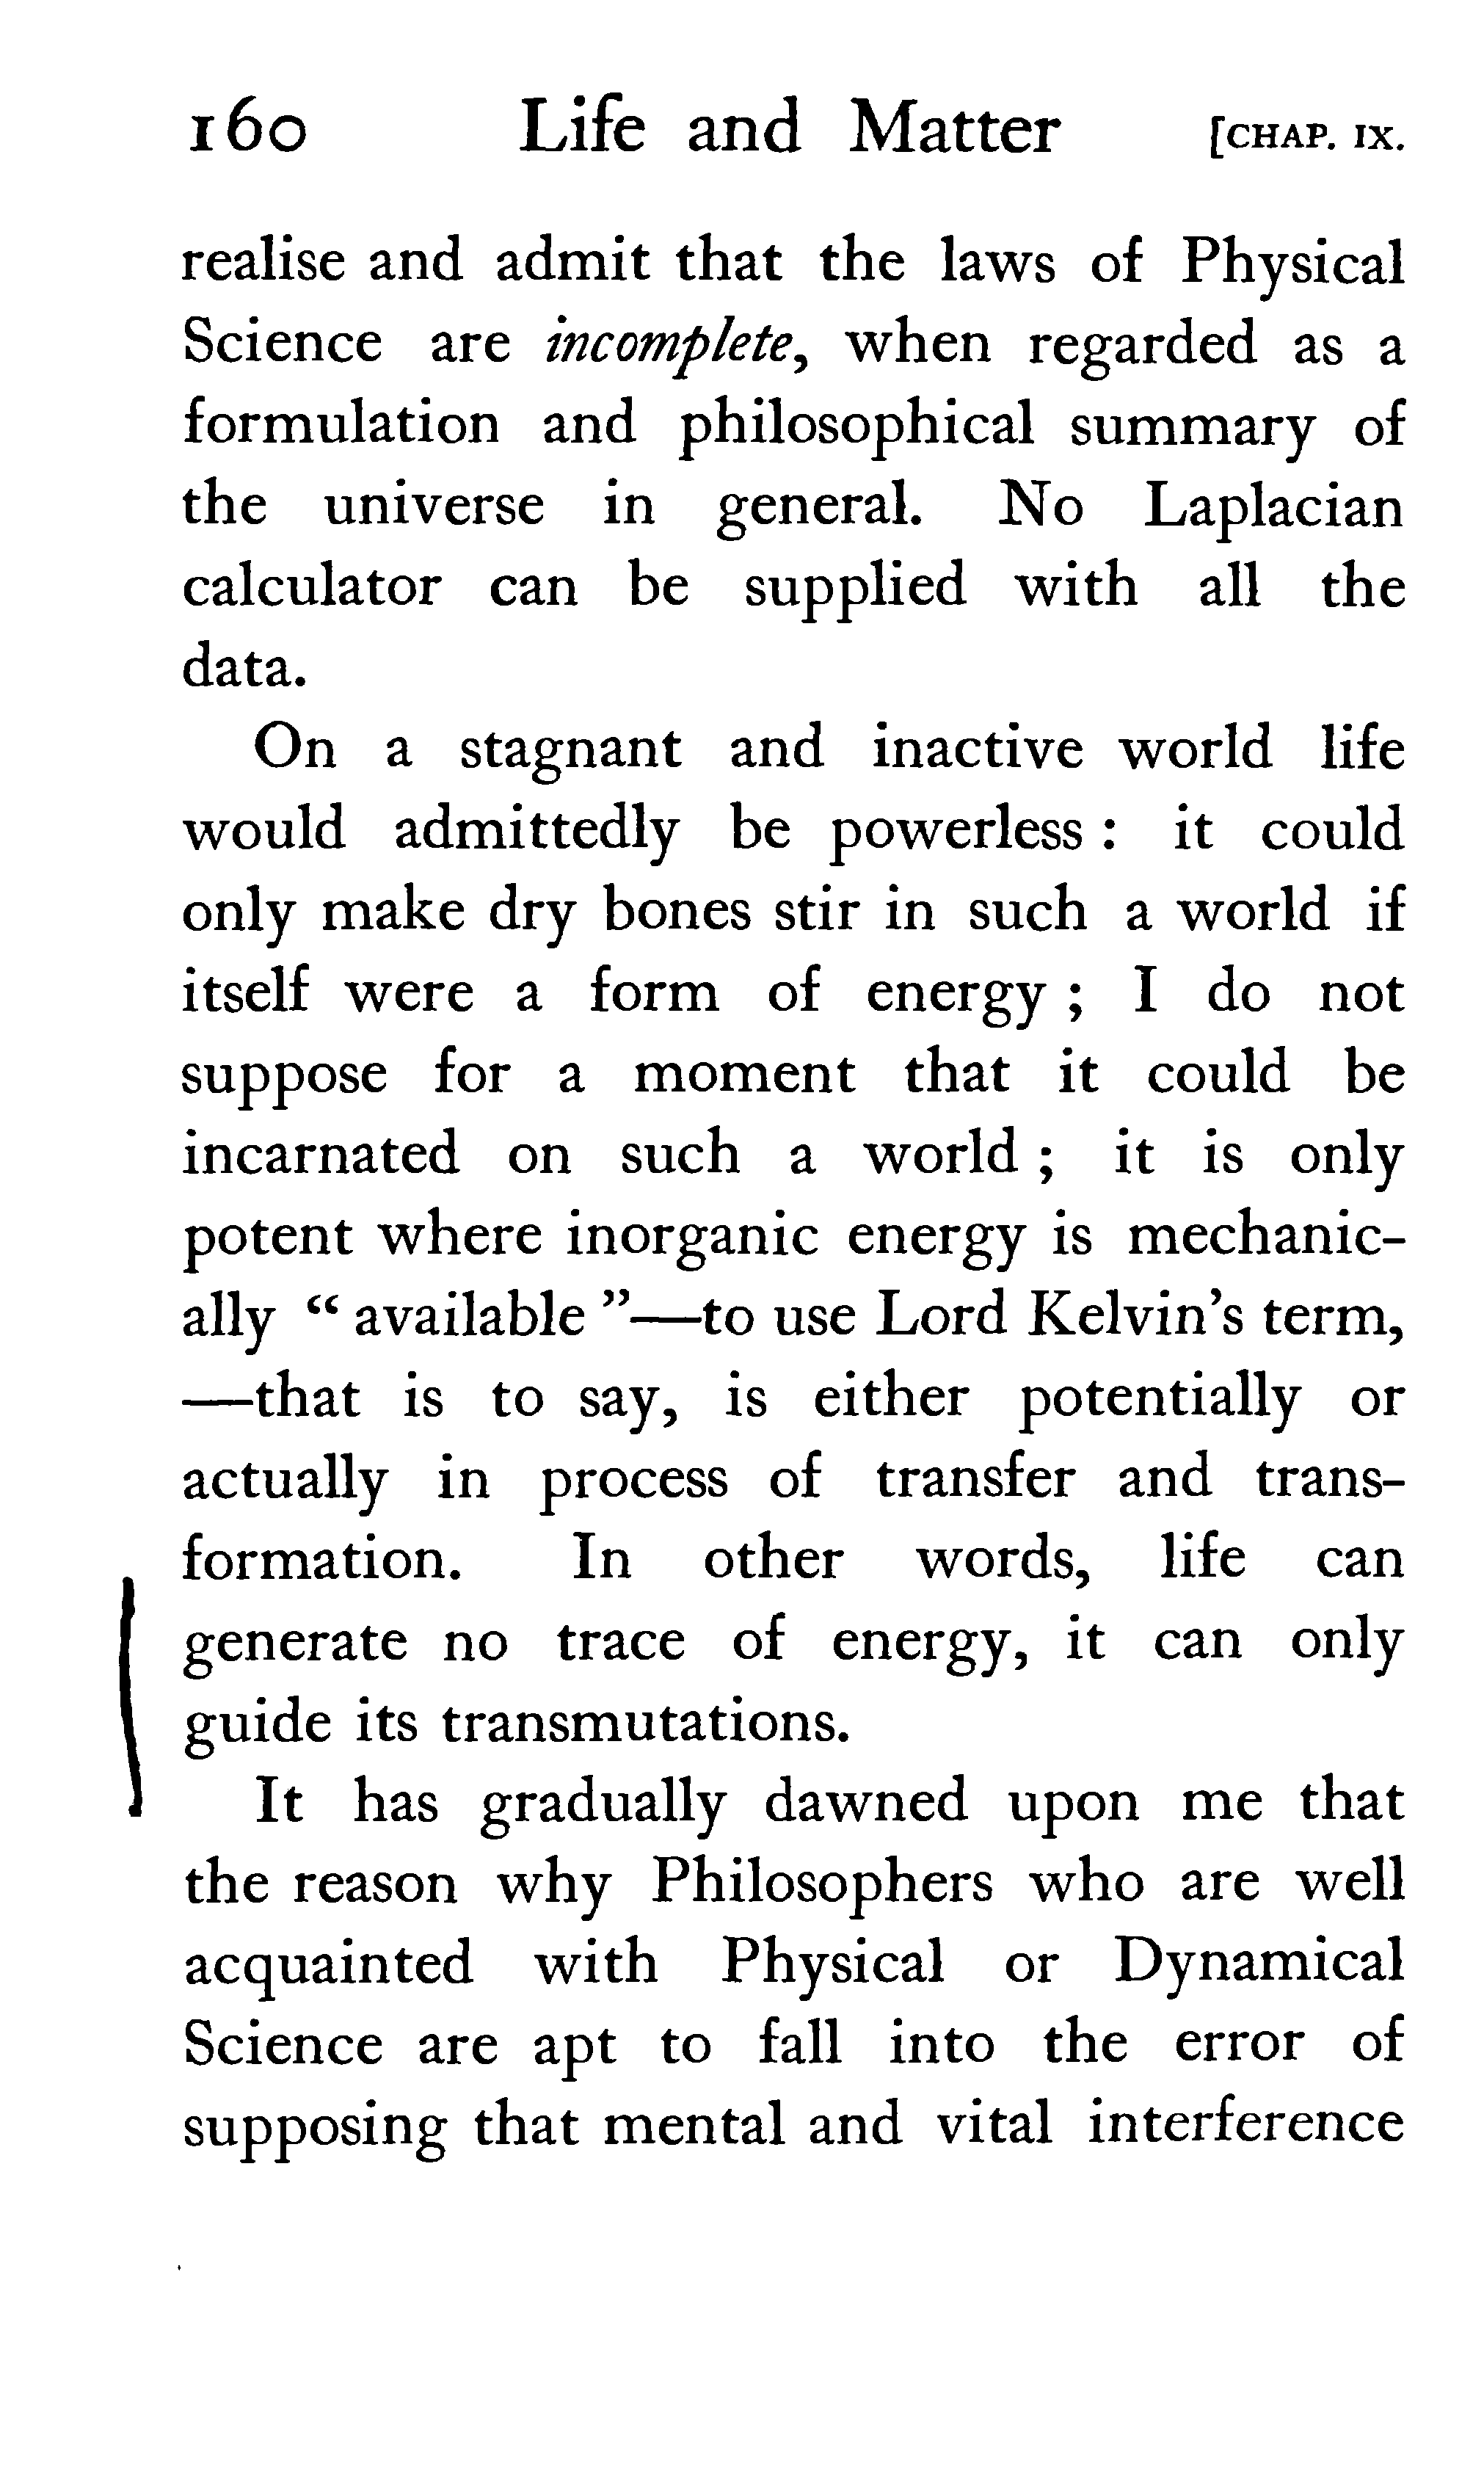 160 Life and Matter [CHAP. IX.
realise and admit that the laws of Physical
Science are incomplete, when regarded as a
formulation and philosophical summary of
the universe in general. No Laplacian
calculator can be supplied with all the
data.
On a stagnant and inactive world life
would admittedly be powerless : it could
only make dry bones stir in such a world if
itself were a form of energy ; I do not
suppose for a moment that it could be
incarnated on such a world ; it is only
potent where inorganic energy is mechanic-
ally “ available ”—to use Lord Kelvin’s term,
—that is to say, is either potentially or
actually in process of transfer and trans-
formation. In other words, life can
generate no trace of energy, it can only
guide its transmutations.
It has gradually dawned upon me that
the reason why Philosophers who are well
acquainted with Physical or Dynamical
Science are apt to fall into the error of
supposing that mental and vital interference